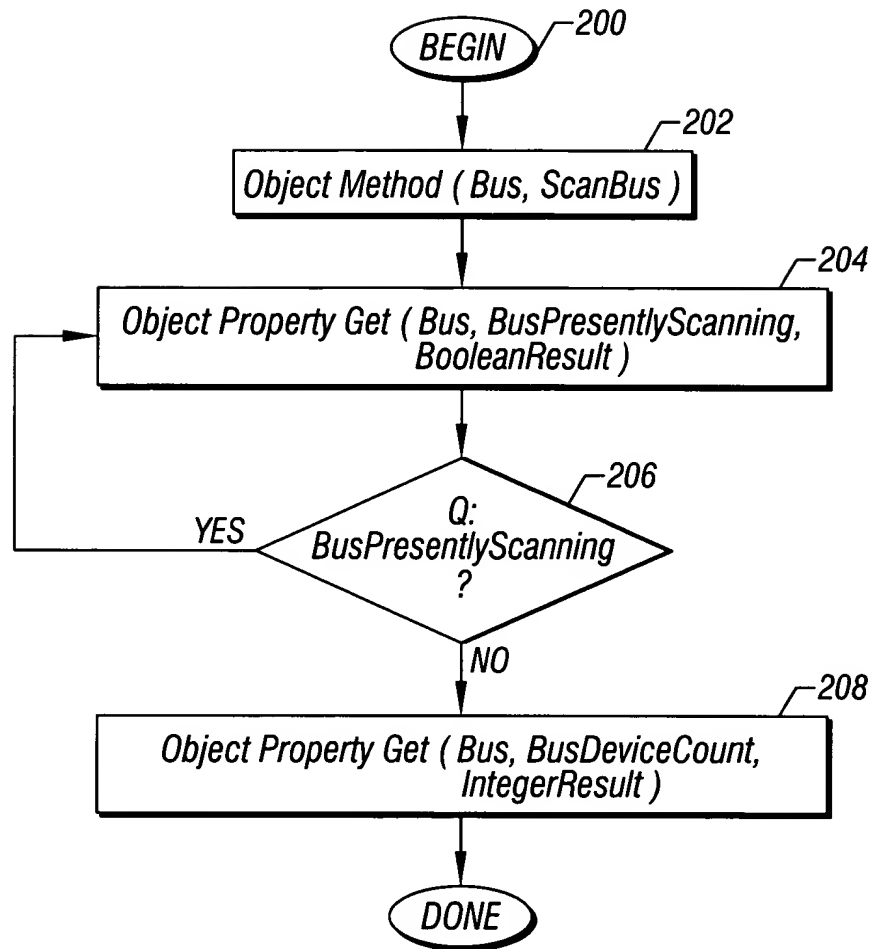 BEGIN
200
202
Object Method ( Bus, ScanBus )
204
Object Property Get ( Bus, BusPresentlyScanning,
BooleanResult )
206
Q:
BusPresentlyScanning
?
YES
NO
208
Object Property Get ( Bus, BusDeviceCount,
IntegerResult )
DONE